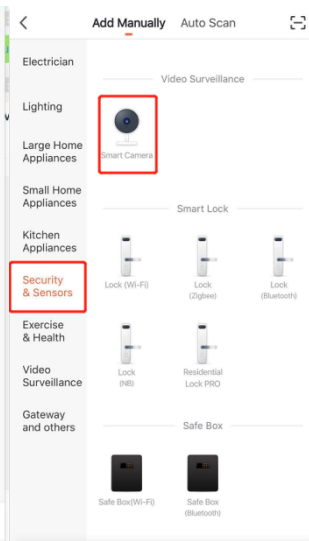 Add Manually Auto Scan
Electrician
Lighting
Large Home
Appliances
Small Home
Appliances
Kitchen
Appliances
Security
& Sensors
Exercise
& Health
Video
Surveillance
Gateway
and others
Video Surveillance
Smart Camera
Smart Lock
Lock (Wi-Fi)
Lock
(Zigbee)
Lock
(Bluetooth)
Lock
(NB)
Residential
Lock PRO
Safe Box
Safe Box(Wi-Fi)
Safe Box
(Bluetooth)